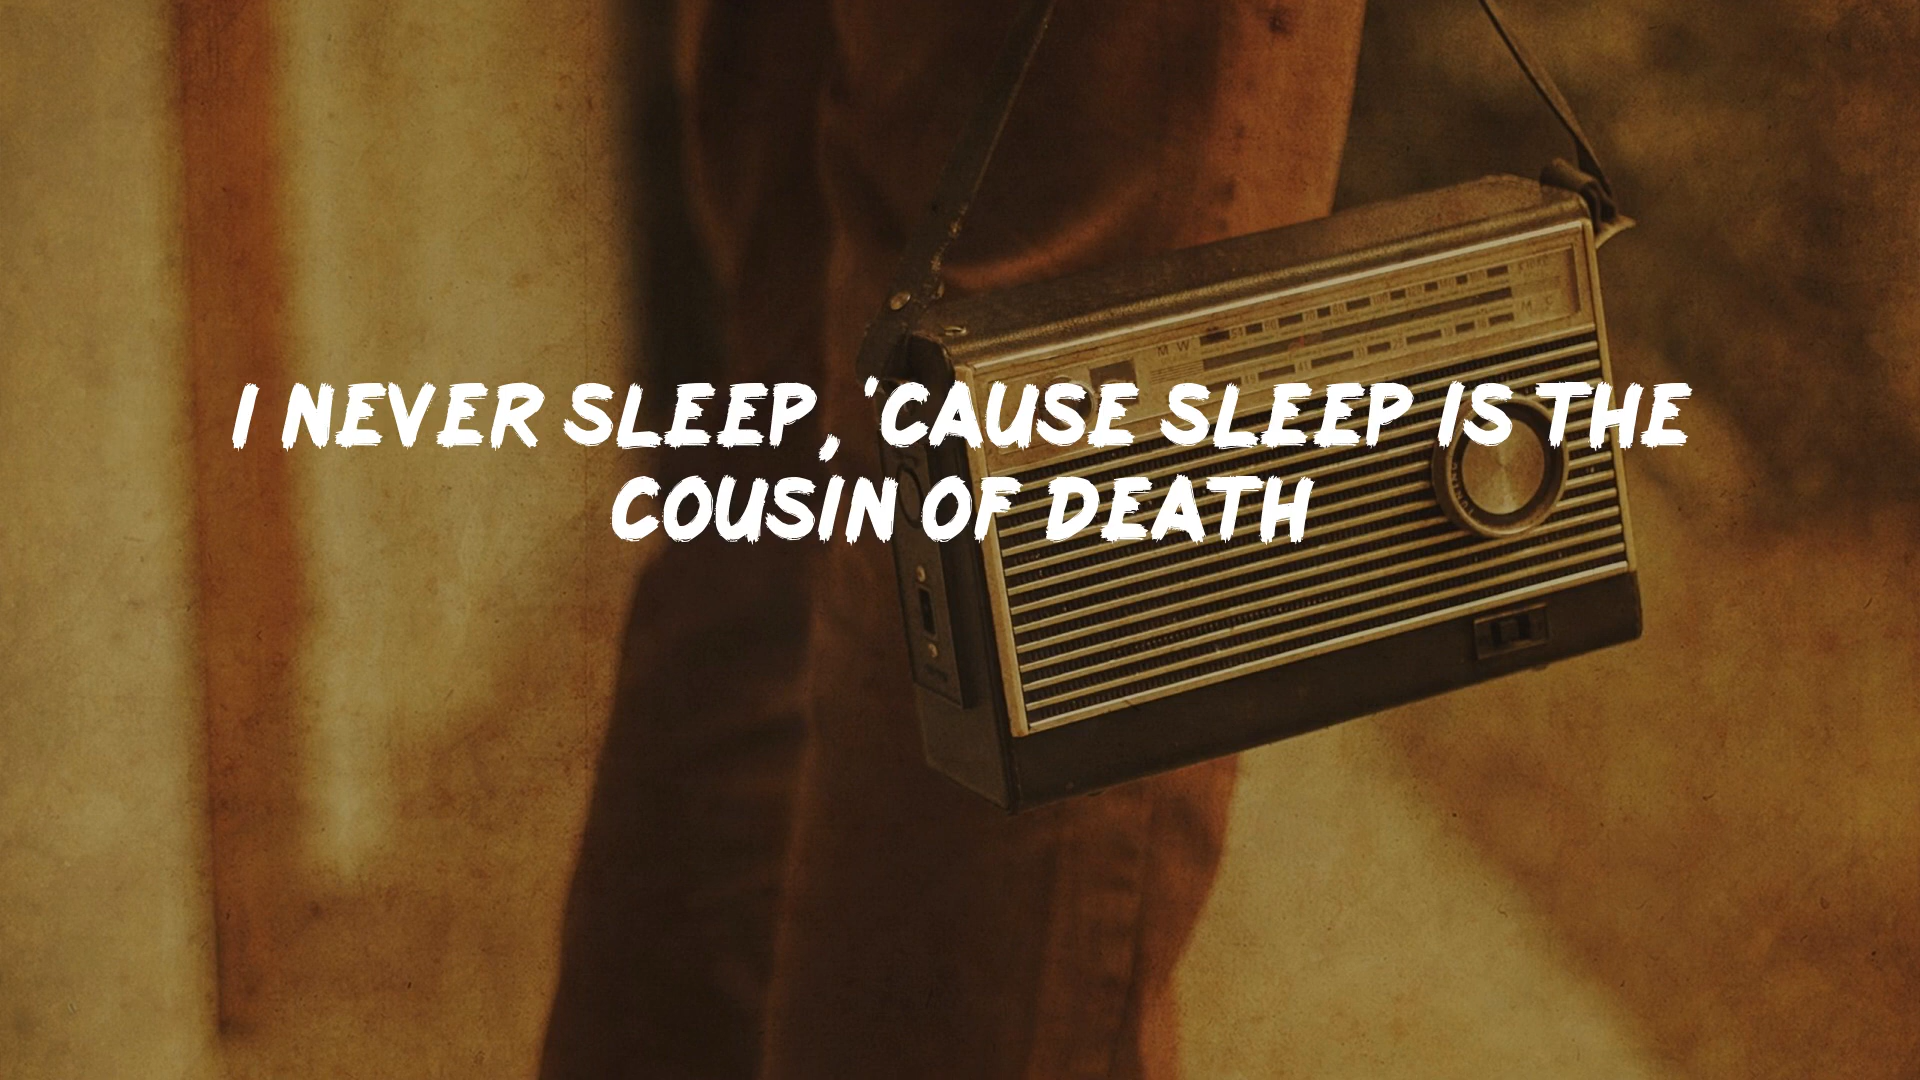 M W
I NEVER SLEEP, 'CAUSE SLEEP IS THE
COUSIN OF DEATH